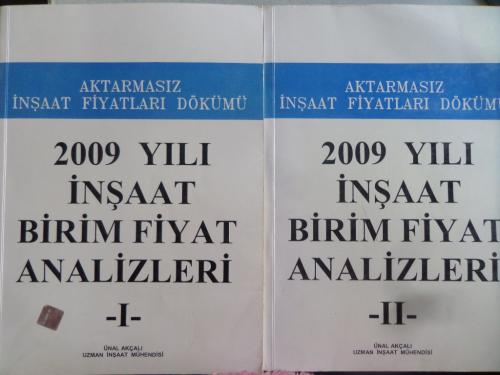 AKTARMASIZ
İNŞAAT FİYATLARI DÖKÜMÜ
2009 YILI
İNŞAAT
BİRİM FİYAT
ANALİZLERİ
-I-
ÜNAL AKÇALI
UZMAN İNŞAAT MÜHENDİSİ
AKTARMASIZ
İNŞAAT FİYATLARI DÖKÜMÜ
2009 YILI
İNŞAAT
BİRİM FİYAT
ANALİZLERİ
-II-
ÜNAL AKÇALI
UZMAN İNŞAAT MÜHENDİSİ